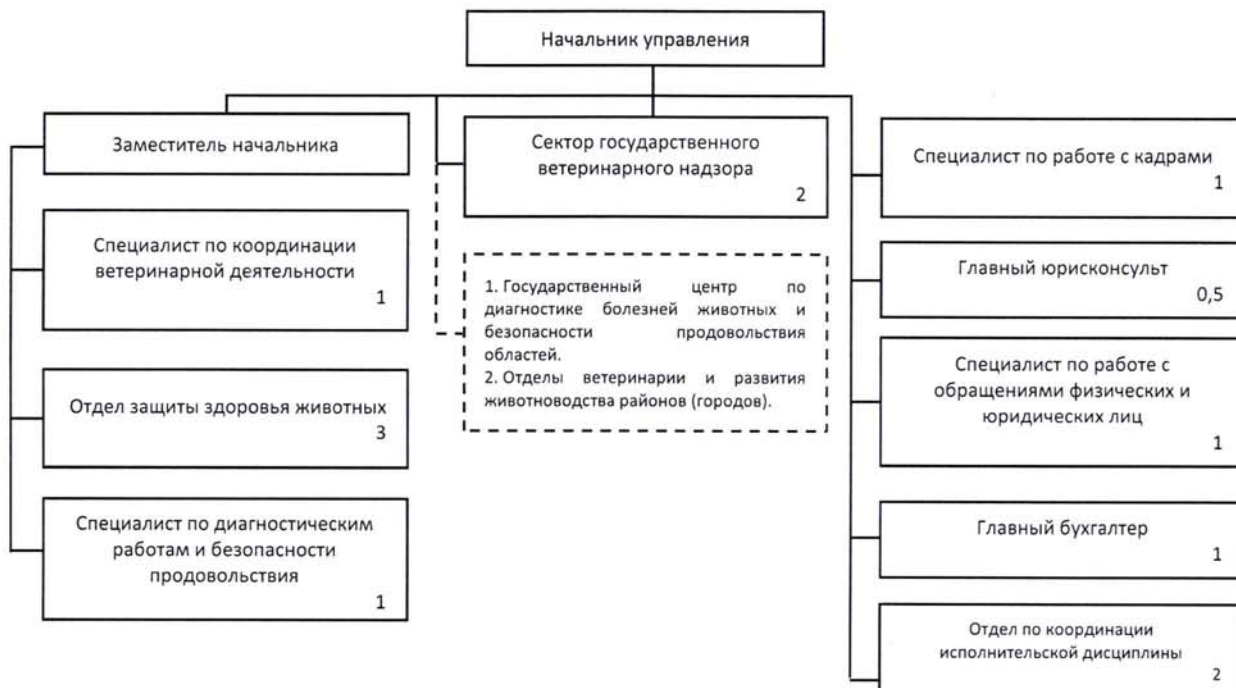 Начальник управления
Заместитель начальника
Специалист по координации
ветеринарной деятельности
1
Отдел защиты здоровья животных
3
Специалист по диагностическим
работам и безопасности
продовольствия
1
Сектор государственного
ветеринарного надзора
2
1. Государственный центр по
диагностике болезней животных и
безопасности продовольствия
областей.
2. Отделы ветеринарии и развития
животноводства районов (городов).
Специалист по работе с кадрами
1
Главный юрисконсульт
0,5
Специалист по работе с
обращениями физических и
юридических лиц
1
Главный бухгалтер
1
Отдел по координации
исполнительской дисциплины
2